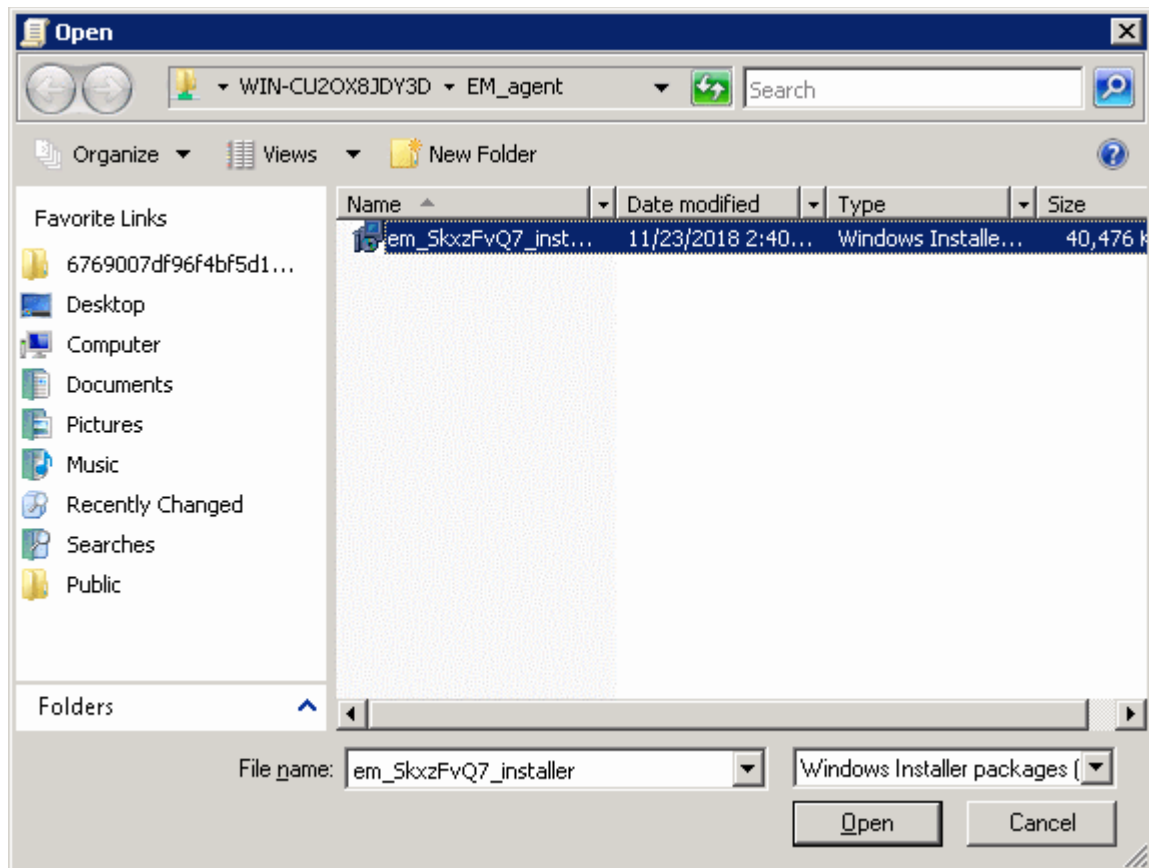 Open
WIN-CU2OX8JDY3D EM_agent Search
Organize Views New Folder
Favorite Links
6769007df96f4bf5d1...
Desktop
Computer
Documents
Pictures
Music
Recently Changed
Searches
Public
Folders
Name Date modified Type Size
em_SkxzFvQ7_inst... 11/23/2018 2:40... Windows Installe... 40,476 K
File name: em_SkxzFvQ7_installer Windows Installer packages (
Open Cancel